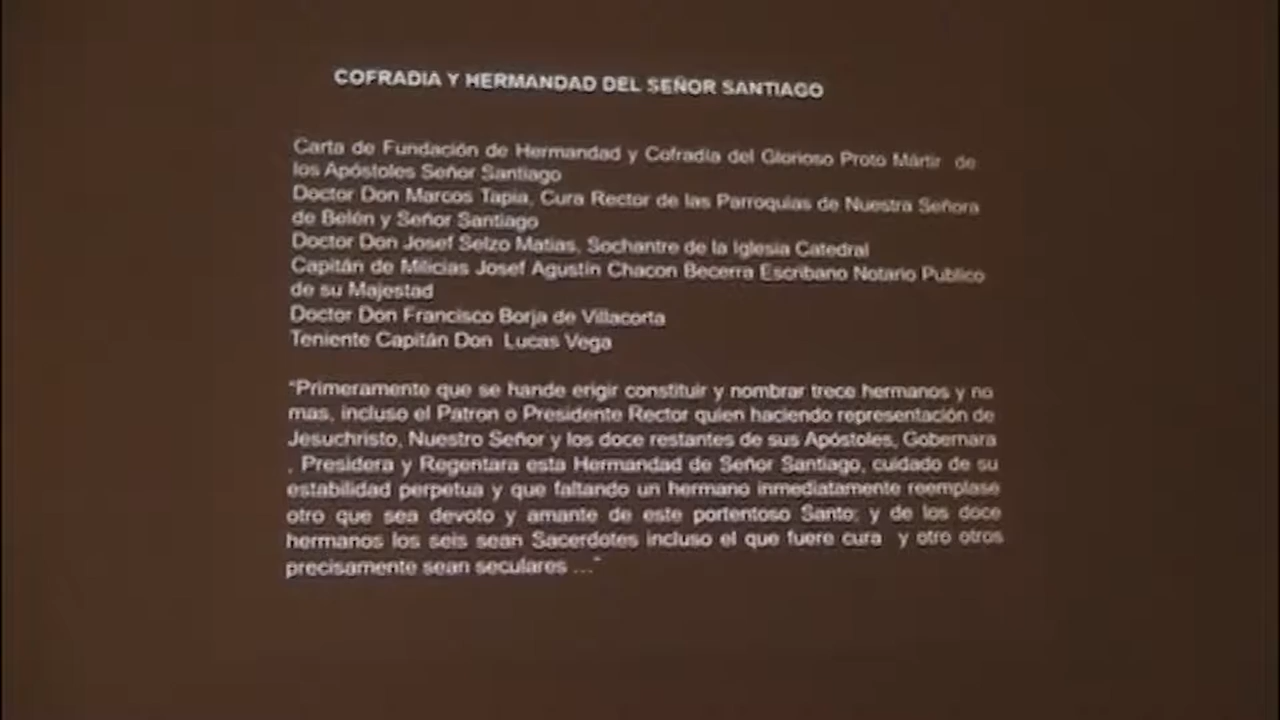 COFRADIA Y HERMANDAD DEL SEÑOR SANTIAGO
Carta de Fundación de Hermandad y Cofradía del Glorioso Proto Mártir de
los Apóstoles Señor Santiago
Doctor Don Marcos Tapia, Cura Rector de las Parroquias de Nuestra Señora
de Belén y Señor Santiago
Doctor Don Josef Selzo Matias, Sochantre de la Iglesia Catedral
Capitán de Milicias Josef Agustín Chacon Becerra Escribano Notario Publico
de su Majestad
Doctor Don Francisco Borja de Villacorta
Teniente Capitán Don Lucas Vega
"Primeramente que se hande erigir constituir y nombrar trece hermanos y no
mas, incluso el Patron o Presidente Rector quien haciendo representación de
Jesuchristo, Nuestro Señor y los doce restantes de sus Apóstoles, Gobernara
, Presidera y Regentara esta Hermandad de Señor Santiago, cuidado de su
estabilidad perpetua y que faltando un hermano inmediatamente reemplase
otro que sea devoto y amante de este portentoso Santo; y de los doce
hermanos los seis sean Sacerdotes incluso el que fuere cura y otro otros
precisamente sean seculares ..."